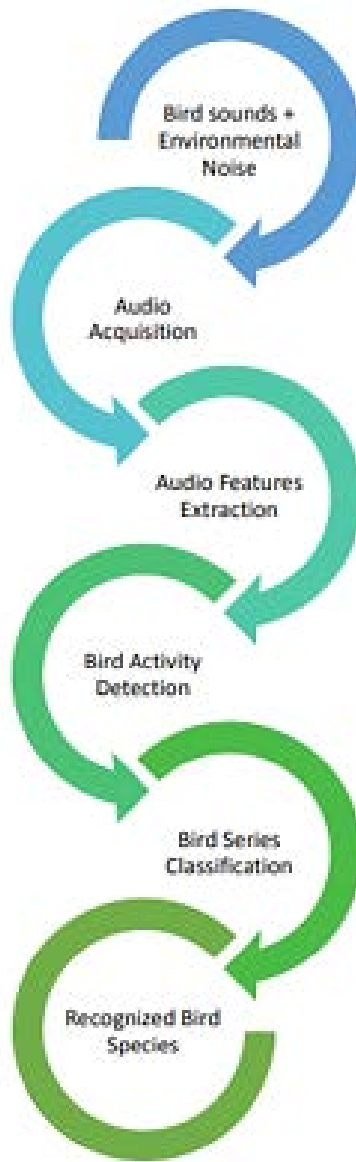 Bird sounds +
Environmental
Noise
Audio
Acquisition
Audio Features
Extraction
Bird Activity
Detection
Bird Series
Classification
Recognized Bird
Species